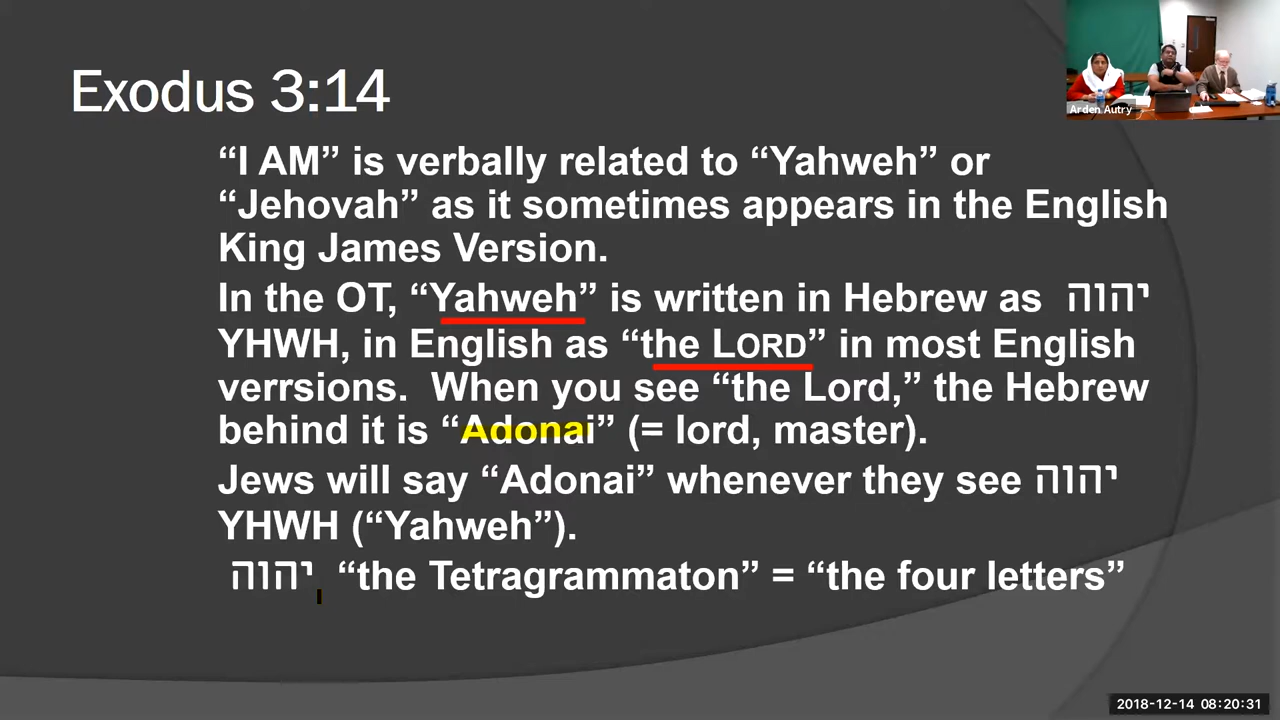 Exodus 3:14
Arden Autry
“I AM” is verbally related to “Yahweh” or
“Jehovah” as it sometimes appears in the English
King James Version.
In the OT, “Yahweh” is written in Hebrew as יהוה
YHWH, in English as “the LORD” in most English
verrsions. When you see “the Lord,” the Hebrew
behind it is “Adonai” (= lord, master).
Jews will say “Adonai” whenever they see יהוה
YHWH (“Yahweh”).
יהוה “the Tetragrammaton” = “the four letters”
2018-12-14 08:20:31